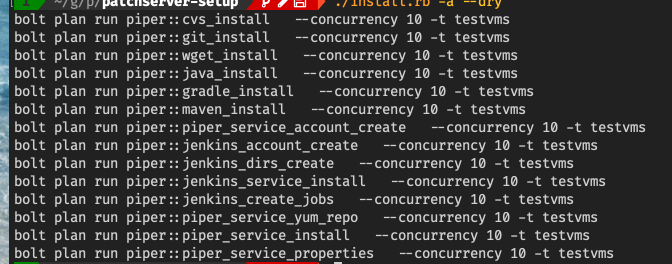 1 ~/g/p/patchserver-setup ./install.rb -a --dry
bolt plan run piper::cvs_install --concurrency 10 -t testvms
bolt plan run piper::git_install --concurrency 10 -t testvms
bolt plan run piper::wget_install --concurrency 10 -t testvms
bolt plan run piper::java_install --concurrency 10 -t testvms
bolt plan run piper::gradle_install --concurrency 10 -t testvms
bolt plan run piper::maven_install --concurrency 10 -t testvms
bolt plan run piper::piper_service_account_create --concurrency 10 -t testvms
bolt plan run piper::jenkins_account_create --concurrency 10 -t testvms
bolt plan run piper::jenkins_dirs_create --concurrency 10 -t testvms
bolt plan run piper::jenkins_service_install --concurrency 10 -t testvms
bolt plan run piper::jenkins_create_jobs --concurrency 10 -t testvms
bolt plan run piper::piper_service_yum_repo --concurrency 10 -t testvms
bolt plan run piper::piper_service_install --concurrency 10 -t testvms
bolt plan run piper::piper_service_properties --concurrency 10 -t testvms